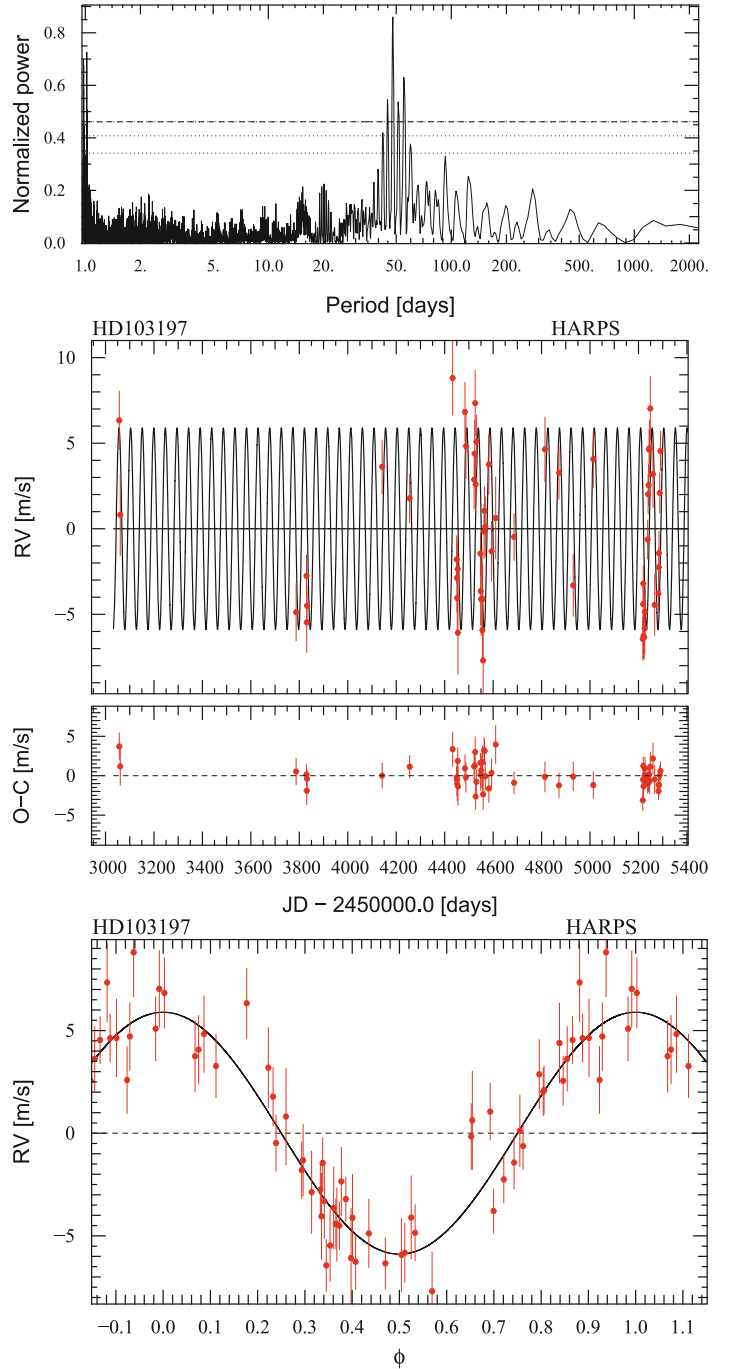 Normalized power
0.8
0.6
0.4
0.2
0.0
1.0 2. 5. 10.0 20. 50. 100.0 200. 500. 1000. 2000.
Period [days]
HD103197 HARPS
RV [m/s]
10
5
0
−5
O−C [m/s]
5
0
−5
3000 3200 3400 3600 3800 4000 4200 4400 4600 4800 5000 5200 5400
JD − 2450000.0 [days]
HD103197 HARPS
RV [m/s]
5
0
−5
−0.1 0.0 0.1 0.2 0.3 0.4 0.5 0.6 0.7 0.8 0.9 1.0 1.1
ϕ